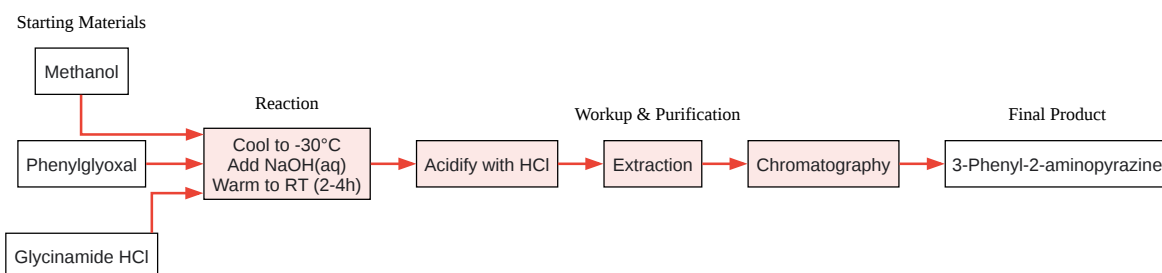 Starting Materials
Methanol
Phenylglyoxal
Glycinamide HCl
Reaction
Cool to -30°C
Add NaOH(aq)
Warm to RT (2-4h)
Workup & Purification
Acidify with HCl
Extraction
Chromatography
Final Product
3-Phenyl-2-aminopyrazine